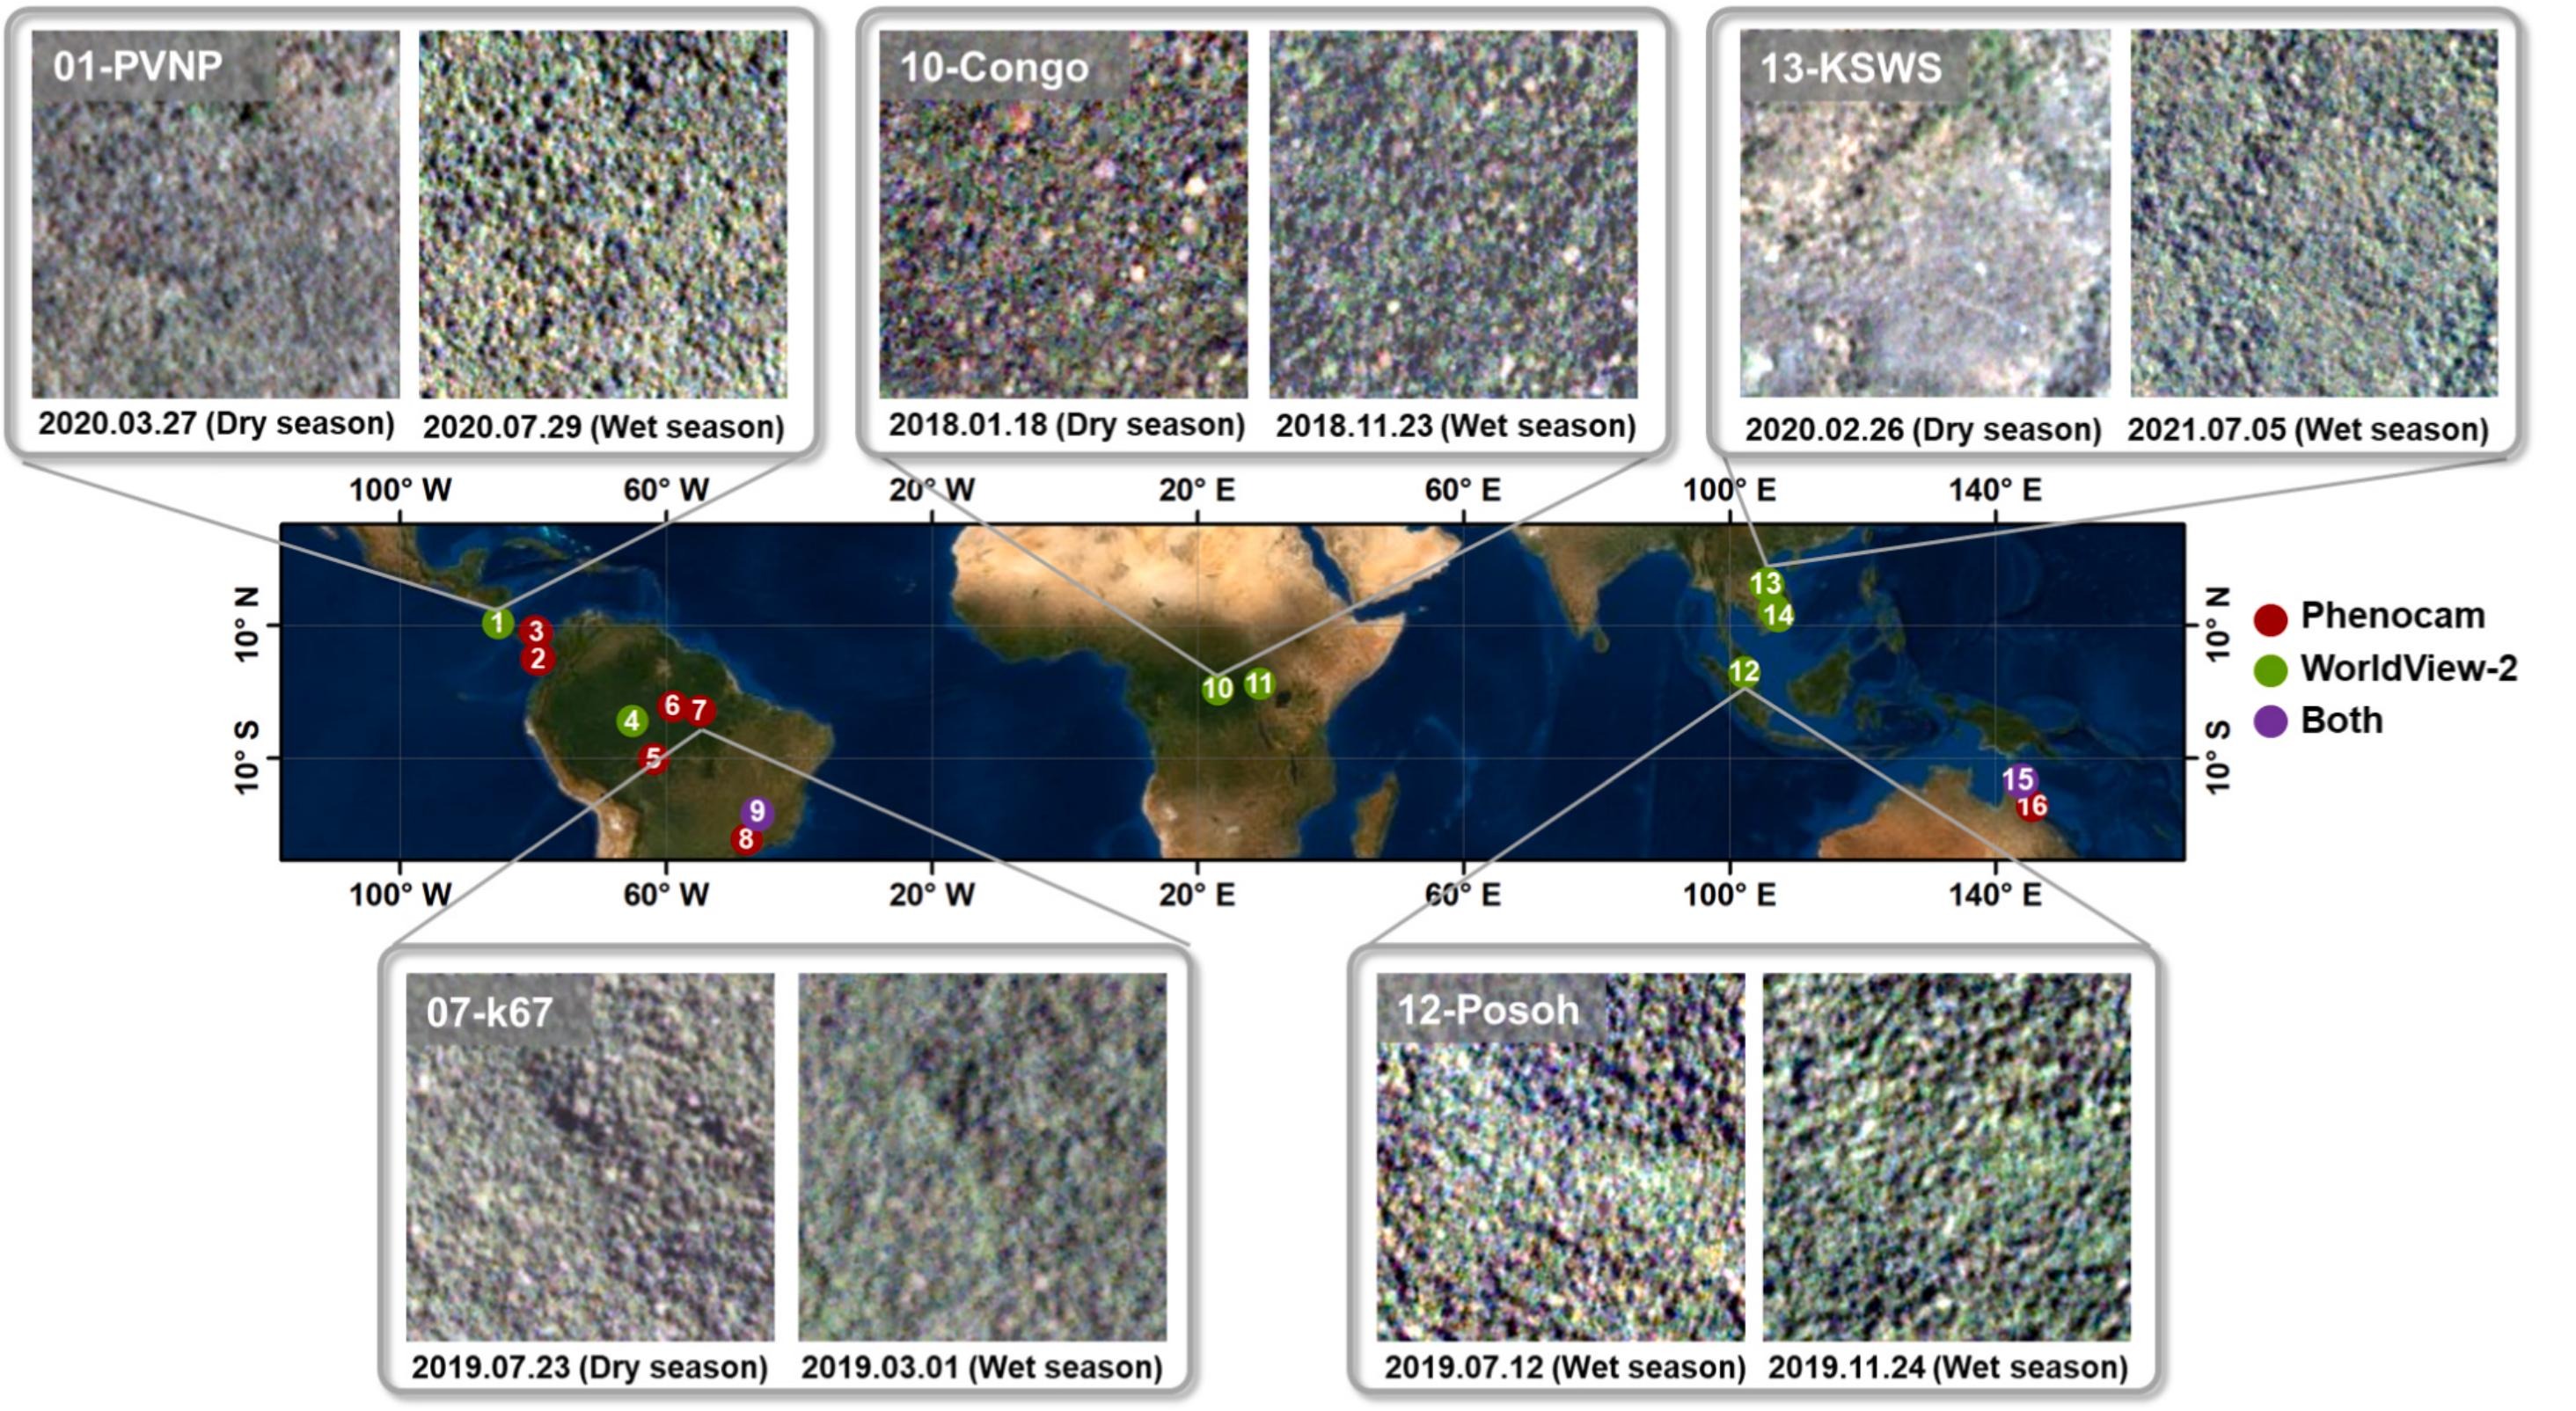 01-PVNP
2020.03.27 (Dry season)
2020.07.29 (Wet season)
10-Congo
2018.01.18 (Dry season)
2018.11.23 (Wet season)
13-KSWS
2020.02.26 (Dry season)
2021.07.05 (Wet season)
100° W
60° W
20° W
20° E
60° E
100° E
140° E
10° N
10° S
1
3
2
4
6
7
5
9
8
10
11
13
14
12
15
16
10° N
10° S
Phenocam
WorldView-2
Both
100° W
60° W
20° W
20° E
60° E
100° E
140° E
07-k67
2019.07.23 (Dry season)
2019.03.01 (Wet season)
12-Posoh
2019.07.12 (Wet season)
2019.11.24 (Wet season)